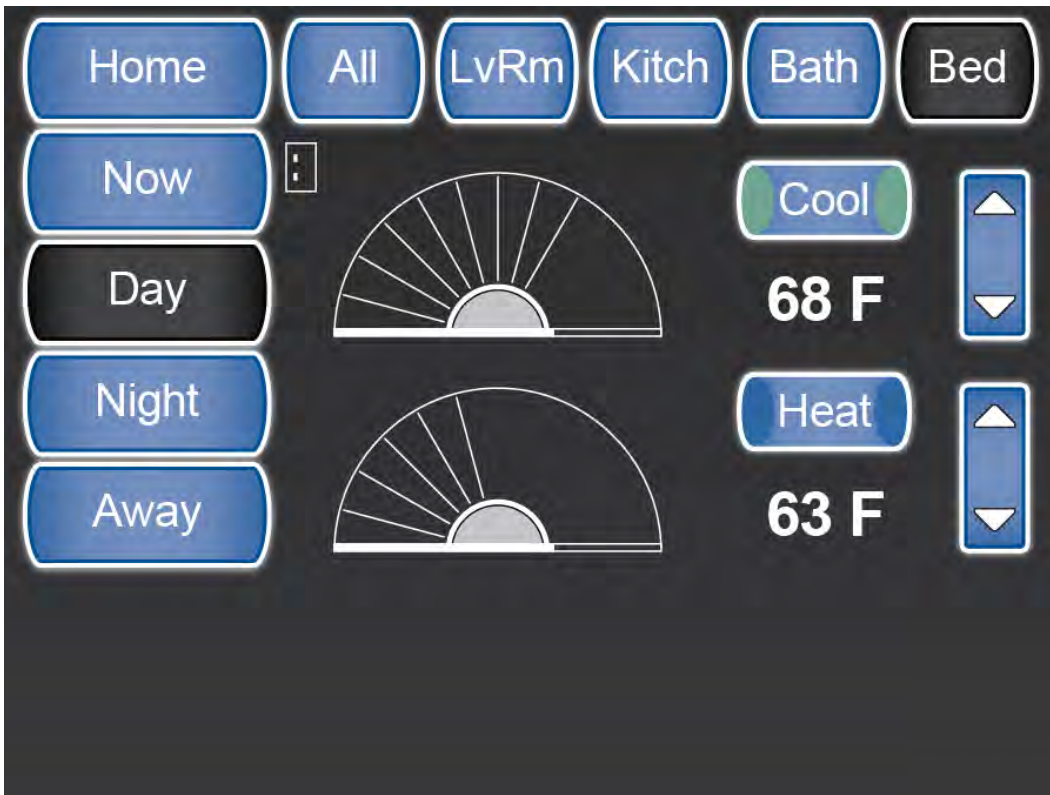 Home All LvRm Kitch Bath Bed
Now
:
Day
Night
Away
Cool
68 F
Heat
63 F